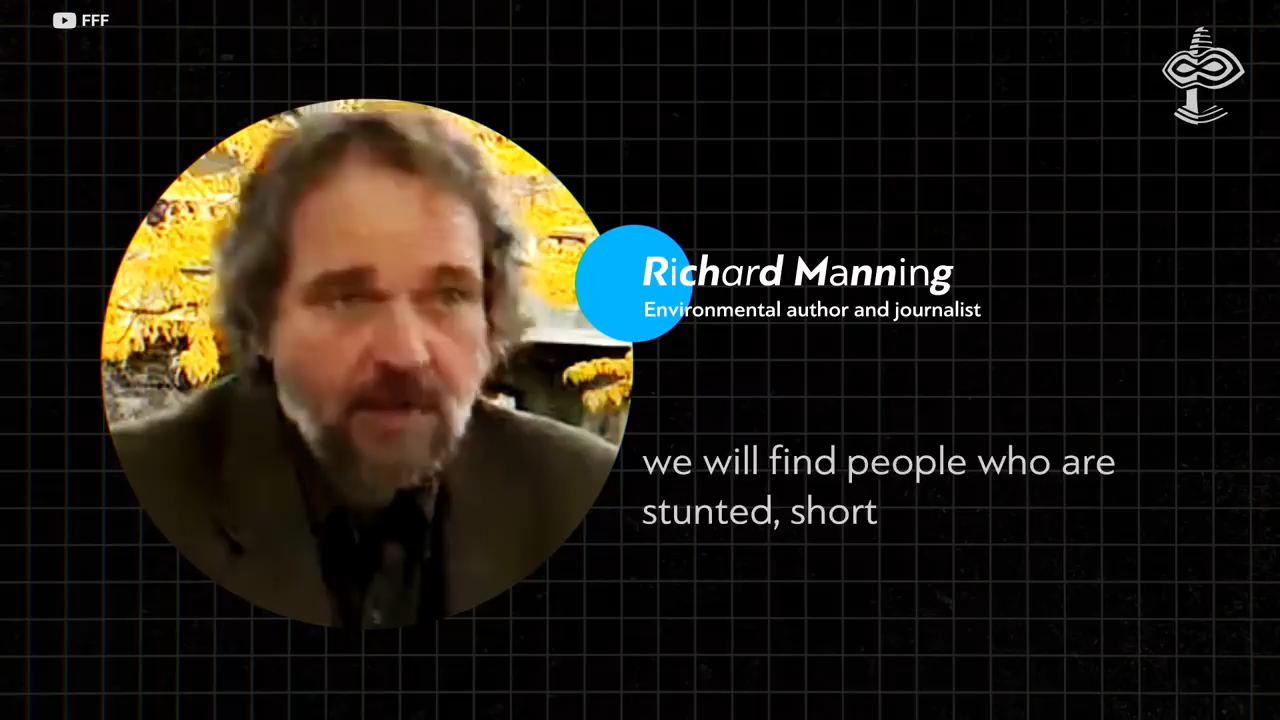 FFF
Richard Manning
Environmental author and journalist
we will find people who are
stunted, short